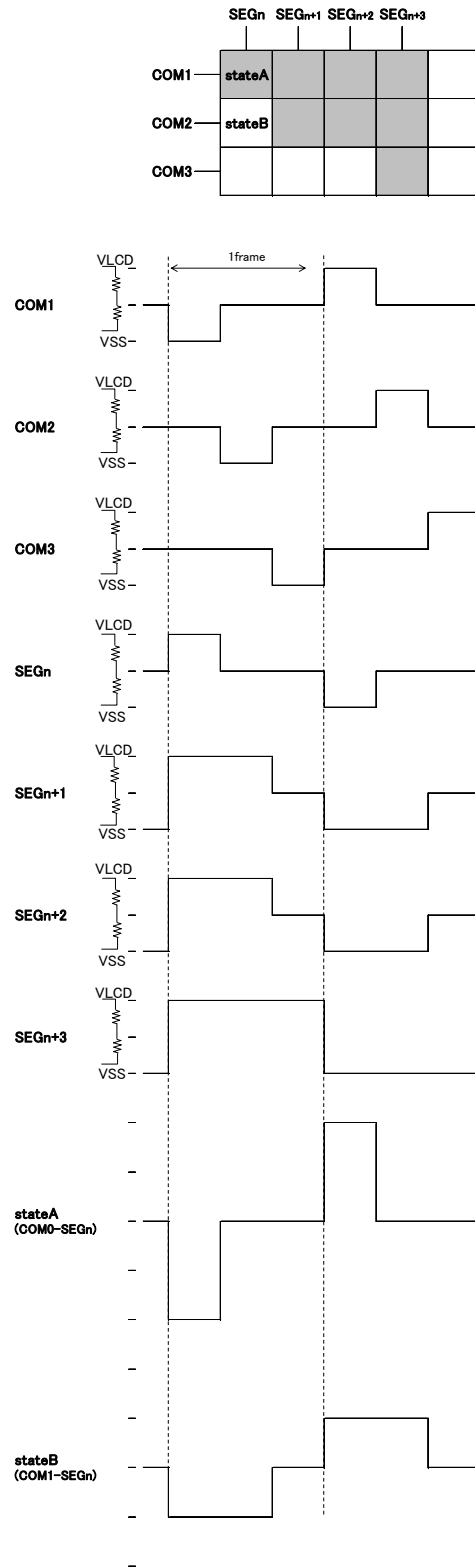 SEGn SEGn+1 SEGn+2 SEGn+3
COM1 stateA
COM2 stateB
COM3
VLCD
1frame
COM1
VSS
VLCD
COM2
VSS
VLCD
COM3
VSS
VLCD
SEGn
VSS
VLCD
SEGn+1
VSS
VLCD
SEGn+2
VSS
VLCD
SEGn+3
VSS
stateA
(COM0-SEGn)
stateB
(COM1-SEGn)